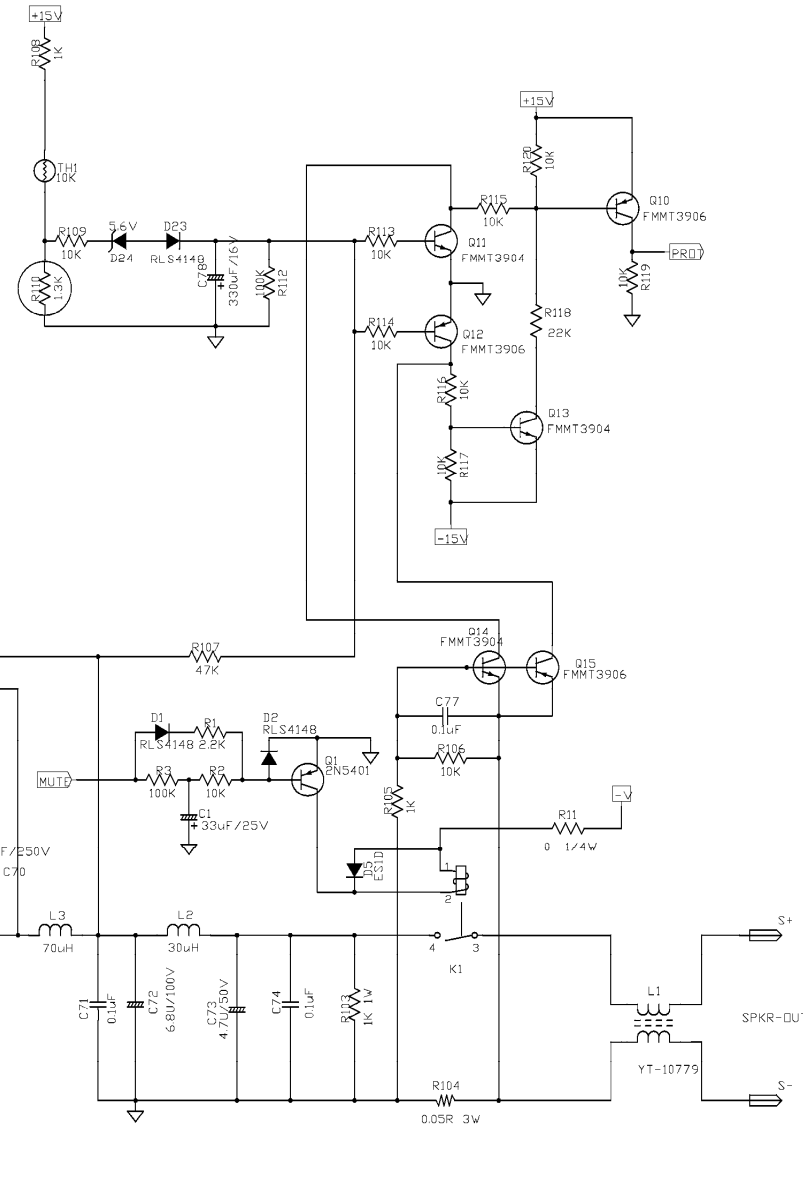 +15V
R108
1K
TH1
10K
R109
10K
5.6V
D24
D23
RLS4148
C78
330uF/16V
100K
R112
R110
1.3K
R113
10K
Q11
FMMT3904
R114
10K
Q12
FMMT3906
R115
10K
+15V
R120
10K
Q10
FMMT3906
PROT
10K
R119
R118
22K
R116
10K
Q13
FMMT3904
10K
R117
-15V
R107
47K
Q14
FMMT3904
Q15
FMMT3906
C77
0.1uF
R106
10K
R105
1K
D1
RLS4148
R1
2.2K
D2
RLS4148
Q1
2N5401
MUTE
R3
100K
R2
10K
C1
33uF/25V
-V
R11
0 1/4W
D5
ES1D
1
2
F/250V
C70
L3
70uH
L2
30uH
4
3
K1
C71
0.1uF
C72
6.8U/100V
C73
4.7U/50V
C74
0.1uF
R103
1K 1W
R104
0.05R 3W
L1
YT-10779
S+
SPKR-OU
S-